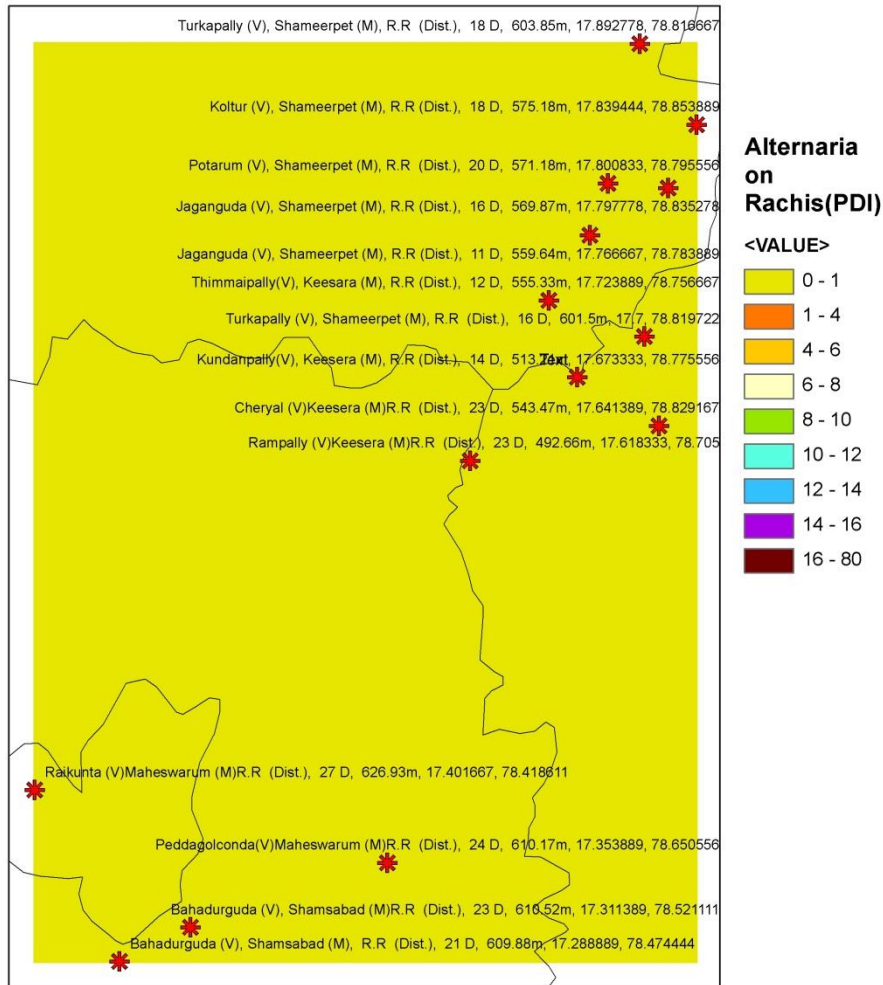 Turkapally (V), Shameerpet (M), R.R (Dist.), 18 D, 603.85m, 17.892778, 78.816667
Koltur (V), Shameerpet (M), R.R (Dist.), 18 D, 575.18m, 17.839444, 78.853889
Potarum (V), Shameerpet (M), R.R (Dist.), 20 D, 571.18m, 17.800833, 78.795556
Jaganguda (V), Shameerpet (M), R.R (Dist.), 16 D, 569.87m, 17.797778, 78.835278
Jaganguda (V), Shameerpet (M), R.R (Dist.), 11 D, 559.64m, 17.766667, 78.783889
Thimmaipally(V), Keesara (M), R.R (Dist.), 12 D, 555.33m, 17.723889, 78.756667
Turkapally (V), Shameerpet (M), R.R (Dist.), 16 D, 601.5m, 17.7, 78.819722
Kundanpally(V), Keesera (M), R.R (Dist.), 14 D, 17.673333, 78.775556
Text
Cheryal (V)Keesera (M)R.R (Dist.), 23 D, 543.47m, 17.641389, 78.829167
Rampally (V)Keesera (M)R.R (Dist.), 23 D, 492.66m, 17.618333, 78.705
Raikunta (V)Maheswarum (M)R.R (Dist.), 27 D, 626.93m, 17.401667, 78.418611
Peddagolconda(V)Maheswarum (M)R.R (Dist.), 24 D, 610.17m, 17.353889, 78.650556
Bahadurguda (V), Shamsabad (M)R.R (Dist.), 23 D, 17.311389, 78.521111
Bahadurguda (V), Shamsabad (M), R.R (Dist.), 21 D, 609.88m, 17.288889, 78.474444
Alternaria
on
Rachis(PDI)
<VALUE>
0 - 1
1 - 4
4 - 6
6 - 8
8 - 10
10 - 12
12 - 14
14 - 16
16 - 80